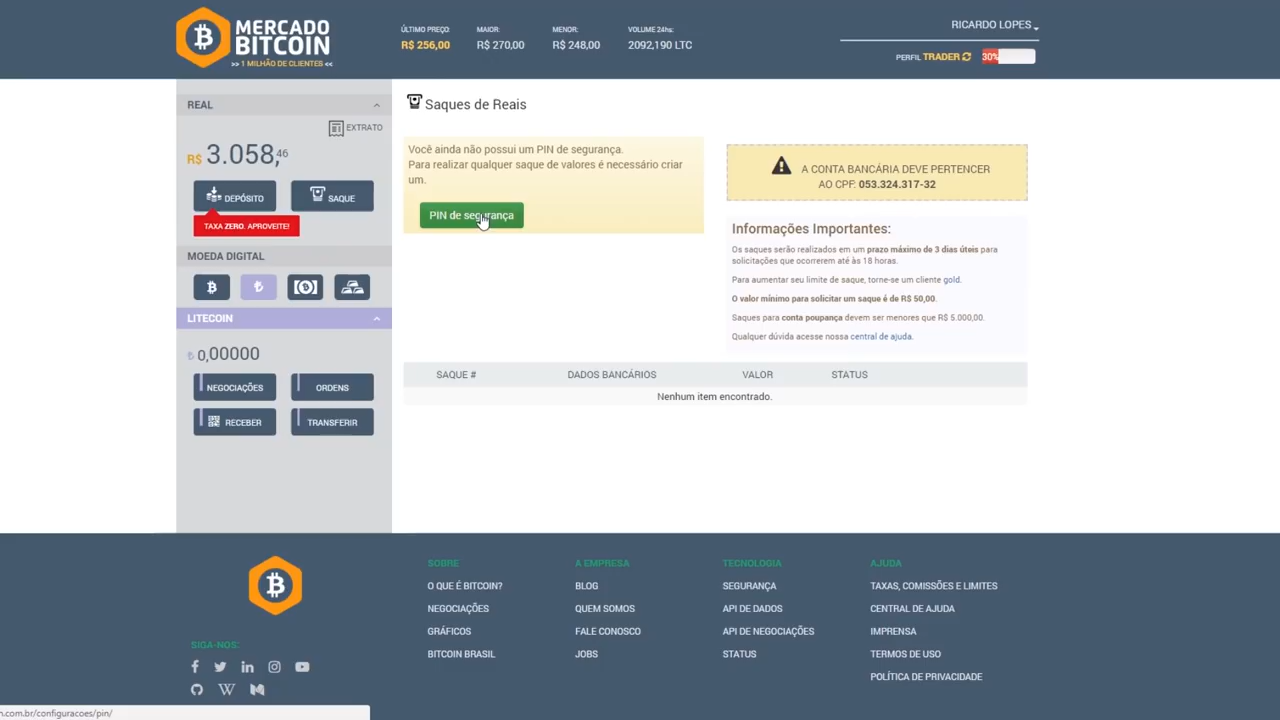 MERCADO
BITCOIN
>> 1 MILHÃO DE CLIENTES <<
ÚLTIMO PREÇO:
R$ 256,00
MAIOR:
R$ 270,00
MENOR:
R$ 248,00
VOLUME 24hs:
2092,190 LTC
RICARDO LOPES
PERFIL TRADER
30%
REAL
EXTRATO
R$ 3.058,46
DEPÓSITO
SAQUE
TAXA ZERO. APROVEITE!
MOEDA DIGITAL
LITECOIN
0,00000
NEGOCIAÇÕES
ORDENS
RECEBER
TRANSFERIR
Saques de Reais
Você ainda não possui um PIN de segurança.
Para realizar qualquer saque de valores é necessário criar
um.
PIN de segurança
A CONTA BANCÁRIA DEVE PERTENCER
AO CPF: 053.324.317-32
Informações Importantes:
Os saques serão realizados em um prazo máximo de 3 dias úteis para
solicitações que ocorrerem até às 18 horas.
Para aumentar seu limite de saque, torne-se um cliente gold.
O valor mínimo para solicitar um saque é de R$ 50,00.
Saques para conta poupança devem ser menores que R$ 5.000,00.
Qualquer dúvida acesse nossa central de ajuda.
SAQUE # DADOS BANCÁRIOS VALOR STATUS
Nenhum item encontrado.
SIGA-NOS:
SOBRE
O QUE É BITCOIN?
NEGOCIAÇÕES
GRÁFICOS
BITCOIN BRASIL
A EMPRESA
BLOG
QUEM SOMOS
FALE CONOSCO
JOBS
TECNOLOGIA
SEGURANÇA
API DE DADOS
API DE NEGOCIAÇÕES
STATUS
AJUDA
TAXAS, COMISSÕES E LIMITES
CENTRAL DE AJUDA
IMPRENSA
TERMOS DE USO
POLÍTICA DE PRIVACIDADE
n.com.br/configuracoes/pin/